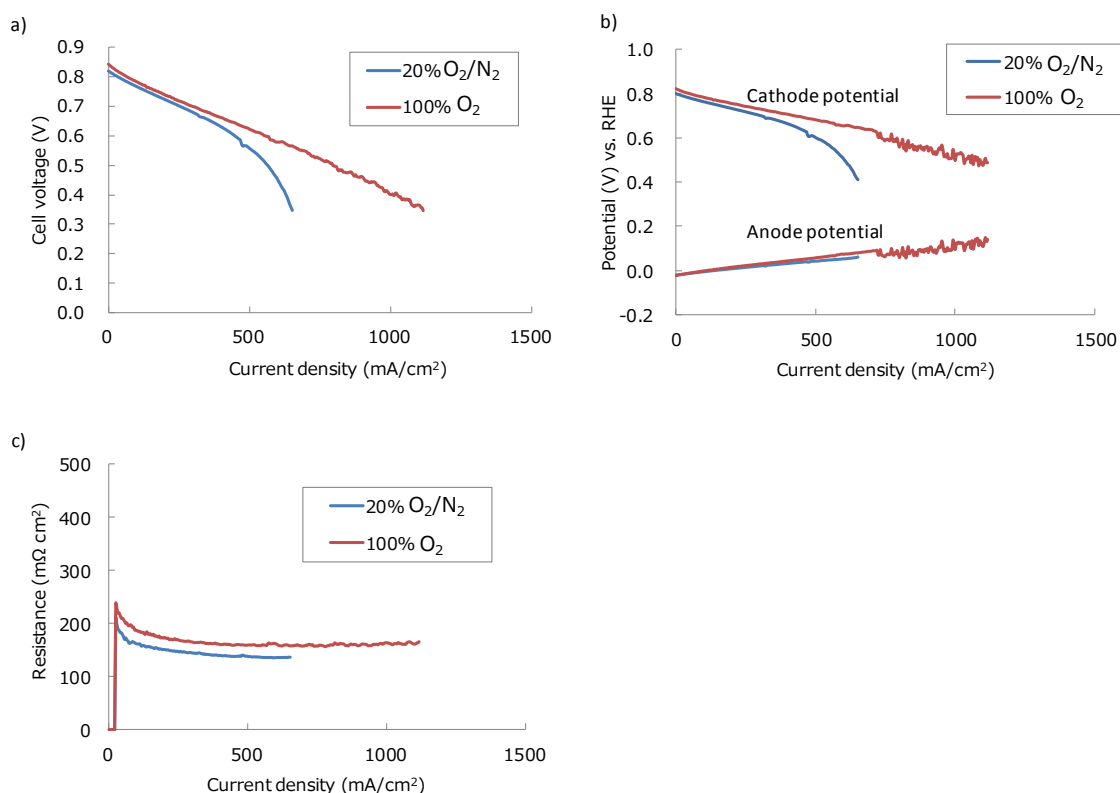 a)
0.9
0.8
0.7
0.6
0.5
0.4
0.3
0.2
0.1
0.0
Cell voltage (V)
20% O₂/N₂
100% O₂
0
500
1000
1500
Current density (mA/cm²)
b)
1.0
0.8
0.6
0.4
0.2
0.0
-0.2
Potential (V) vs. RHE
20% O₂/N₂
100% O₂
Cathode potential
Anode potential
0
500
1000
1500
Current density (mA/cm²)
c)
500
400
300
200
100
0
Resistance (mΩ cm²)
20% O₂/N₂
100% O₂
0
500
1000
1500
Current density (mA/cm²)